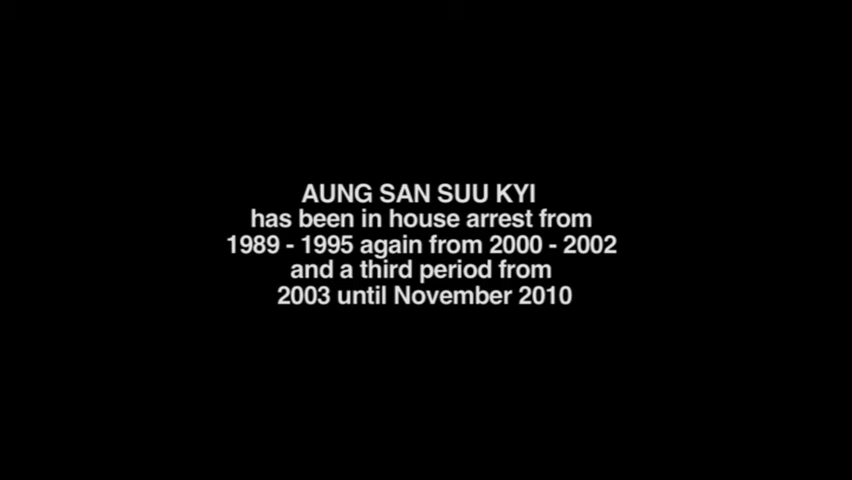 AUNG SAN SUU KYI
has been in house arrest from
1989 - 1995 again from 2000 - 2002
and a third period from
2003 until November 2010